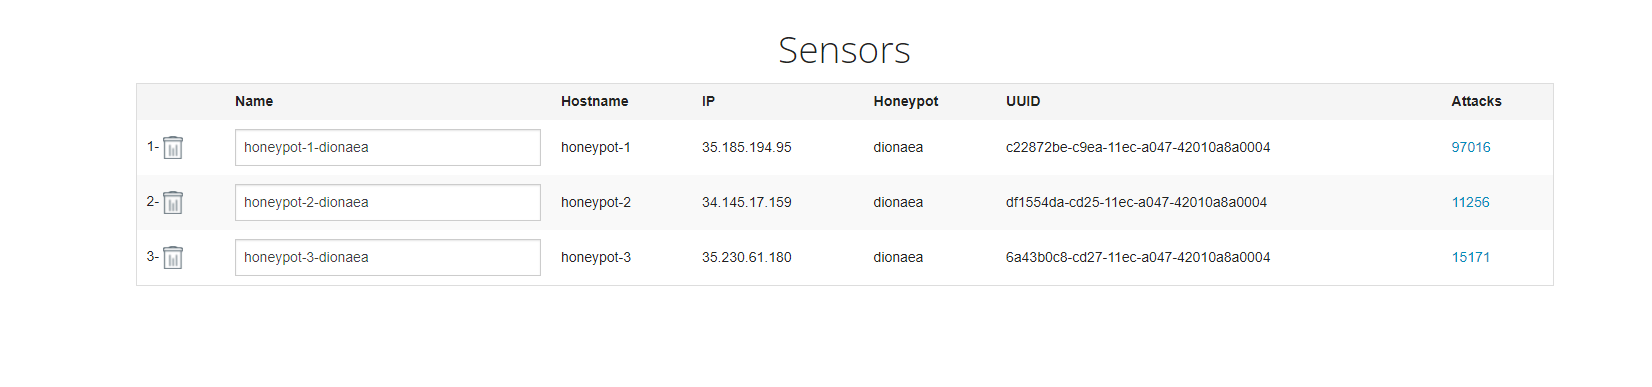 Sensors
Name Hostname IP Honeypot UUID Attacks
1- honeypot-1-dionaea honeypot-1 35.185.194.95 dionaea c22872be-c9ea-11ec-a047-42010a8a0004 97016
2- honeypot-2-dionaea honeypot-2 34.145.17.159 dionaea df1554da-cd25-11ec-a047-42010a8a0004 11256
3- honeypot-3-dionaea honeypot-3 35.230.61.180 dionaea 6a43b0c8-cd27-11ec-a047-42010a8a0004 15171